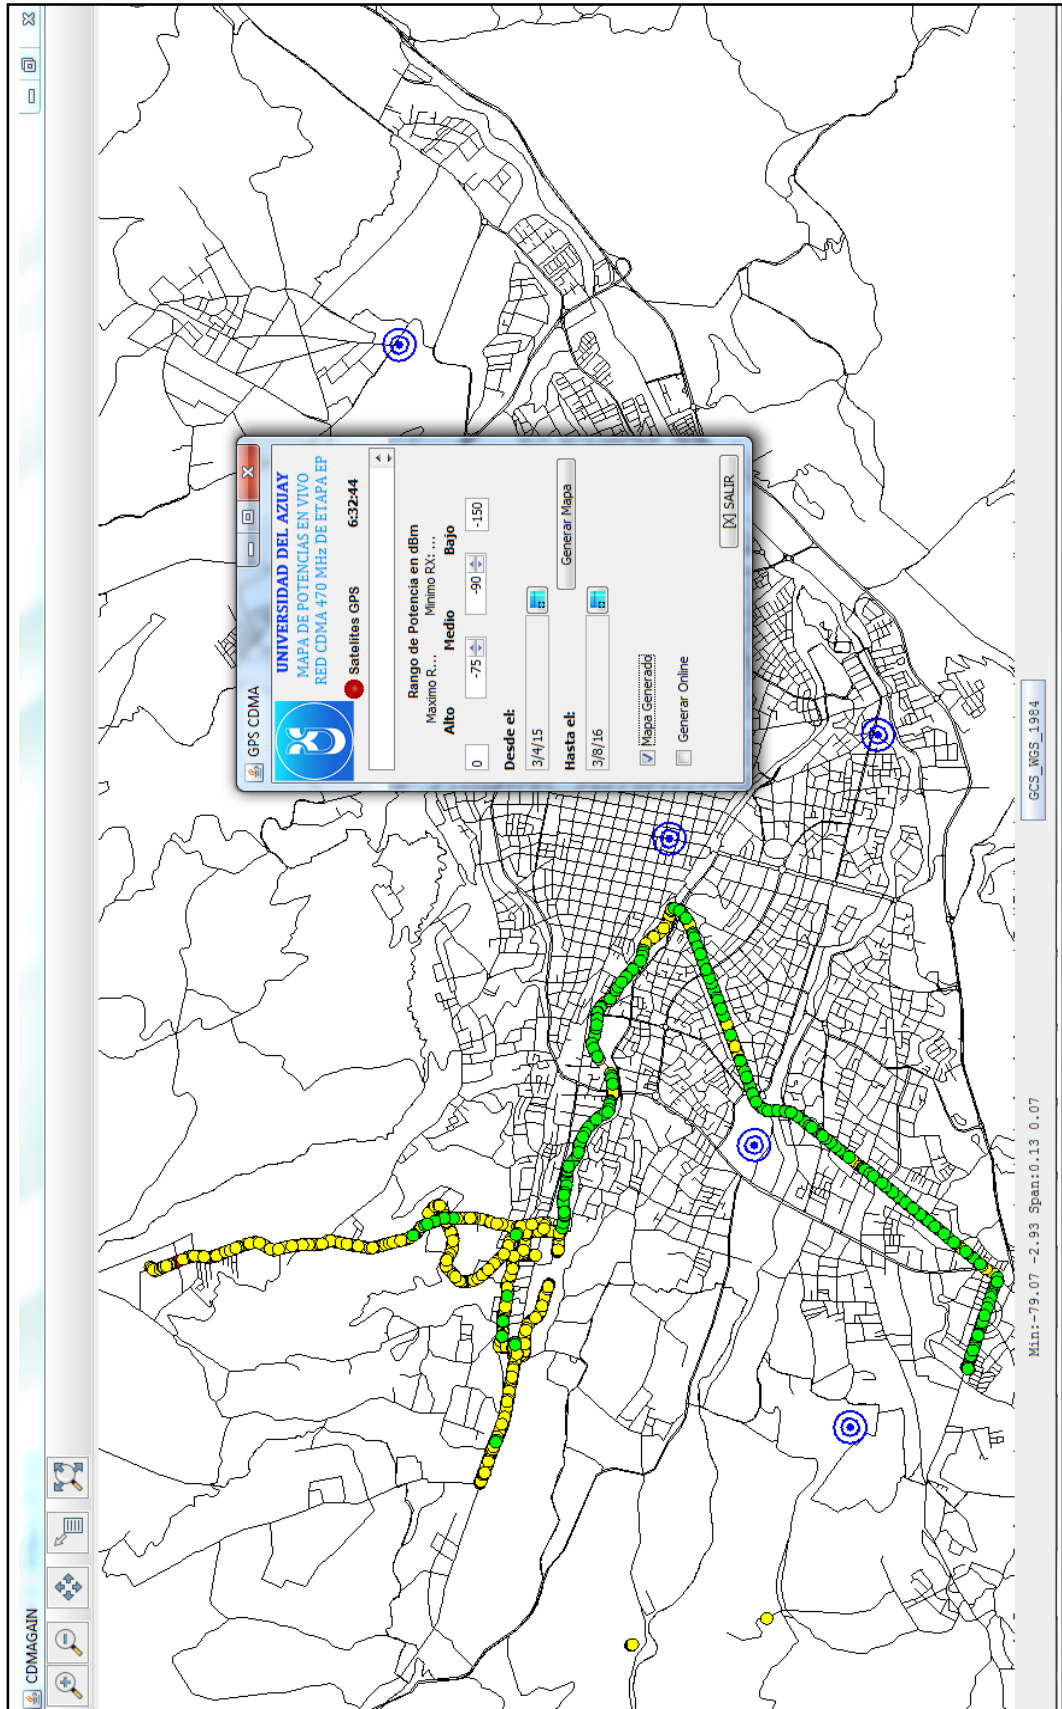 CDMAGAIN
GPS CDMA
UNIVERSIDAD DEL AZUAY
MAPA DE POTENCIAS EN VIVO
RED CDMA 470 MHz DE ETAPA EP
Satelites GPS 6:32:44
Rango de Potencia en dBm
Maximo R... Minimo RX: ...
Alto Medio Bajo
0 -75 -90 -150
Desde el:
3/4/15
Hasta el:
3/8/16
Generar Mapa
Mapa Generado
Generar Online
[X] SALIR
Min:-79.07 -2.93 Span:0.13 0.07
GCS_WGS_1984